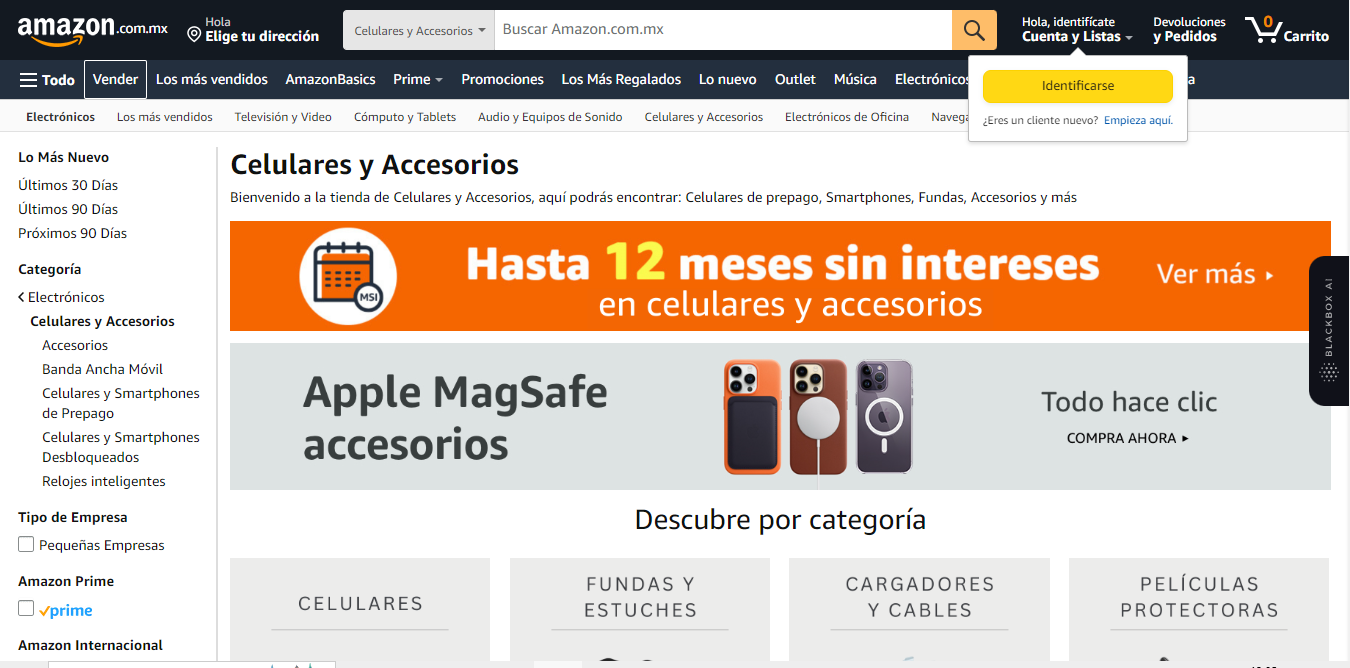 amazon.com.mx
Hola
Elige tu dirección
Celulares y Accesorios
Buscar Amazon.com.mx
Hola, identifícate
Cuenta y Listas
Devoluciones
y Pedidos
0
Carrito
Todo
Vender
Los más vendidos
AmazonBasics
Prime
Promociones
Los Más Regalados
Lo nuevo
Outlet
Música
Electrónicos
a
Identificarse
¿Eres un cliente nuevo? Empieza aquí.
Electrónicos
Los más vendidos
Televisión y Video
Cómputo y Tablets
Audio y Equipos de Sonido
Celulares y Accesorios
Electrónicos de Oficina
Navega
Lo Más Nuevo
Últimos 30 Días
Últimos 90 Días
Próximos 90 Días
Categoría
Electrónicos
Celulares y Accesorios
Accesorios
Banda Ancha Móvil
Celulares y Smartphones
de Prepago
Celulares y Smartphones
Desbloqueados
Relojes inteligentes
Tipo de Empresa
Pequeñas Empresas
Amazon Prime
prime
Amazon Internacional
Celulares y Accesorios
Bienvenido a la tienda de Celulares y Accesorios, aquí podrás encontrar: Celulares de prepago, Smartphones, Fundas, Accesorios y más
MSI
Hasta 12 meses sin intereses
en celulares y accesorios
Ver más
BLACKBOX AI
Apple MagSafe
accesorios
Todo hace clic
COMPRA AHORA
Descubre por categoría
CELULARES
FUNDAS Y
ESTUCHES
CARGADORES
Y CABLES
PELÍCULAS
PROTECTORAS